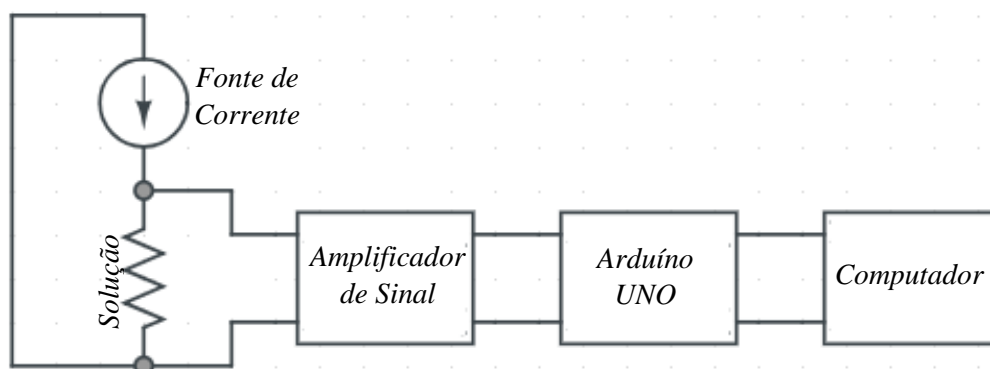 Fonte de
Corrente
Solução
Amplificador
de Sinal
Arduíno
UNO
Computador